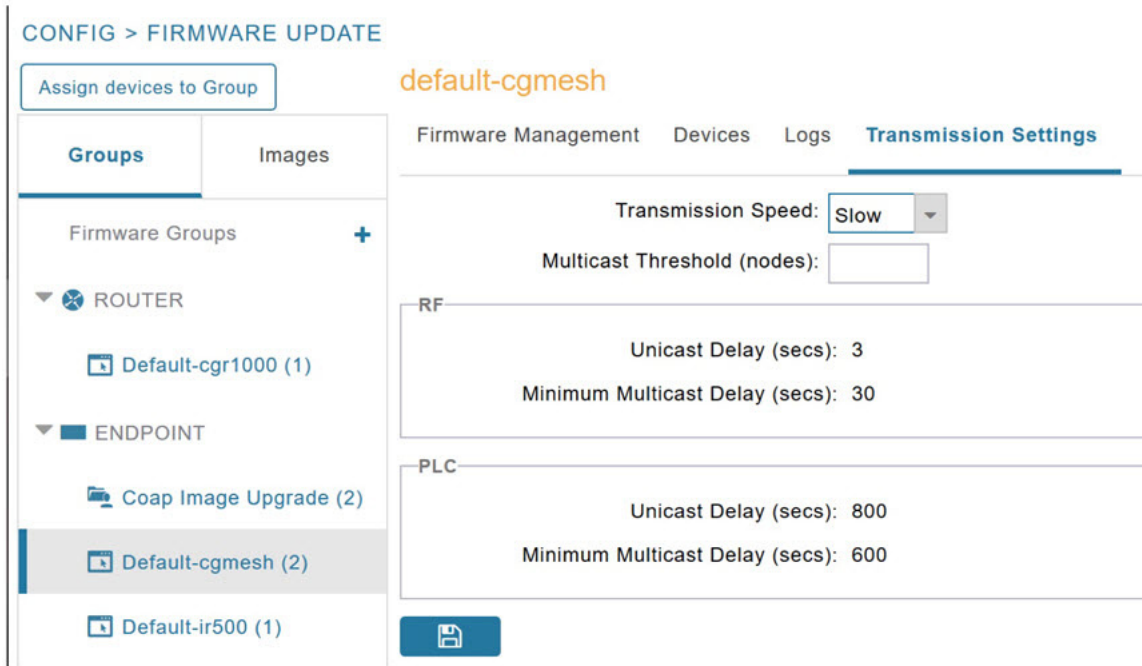 CONFIG > FIRMWARE UPDATE
Assign devices to Group
default-cgmesh
Groups
Images
Firmware Management
Devices
Logs
Transmission Settings
Firmware Groups
+
ROUTER
Default-cgr1000 (1)
ENDPOINT
Coap Image Upgrade (2)
Default-cgmesh (2)
Default-ir500 (1)
Transmission Speed: Slow
Multicast Threshold (nodes):
RF
Unicast Delay (secs): 3
Minimum Multicast Delay (secs): 30
PLC
Unicast Delay (secs): 800
Minimum Multicast Delay (secs): 600